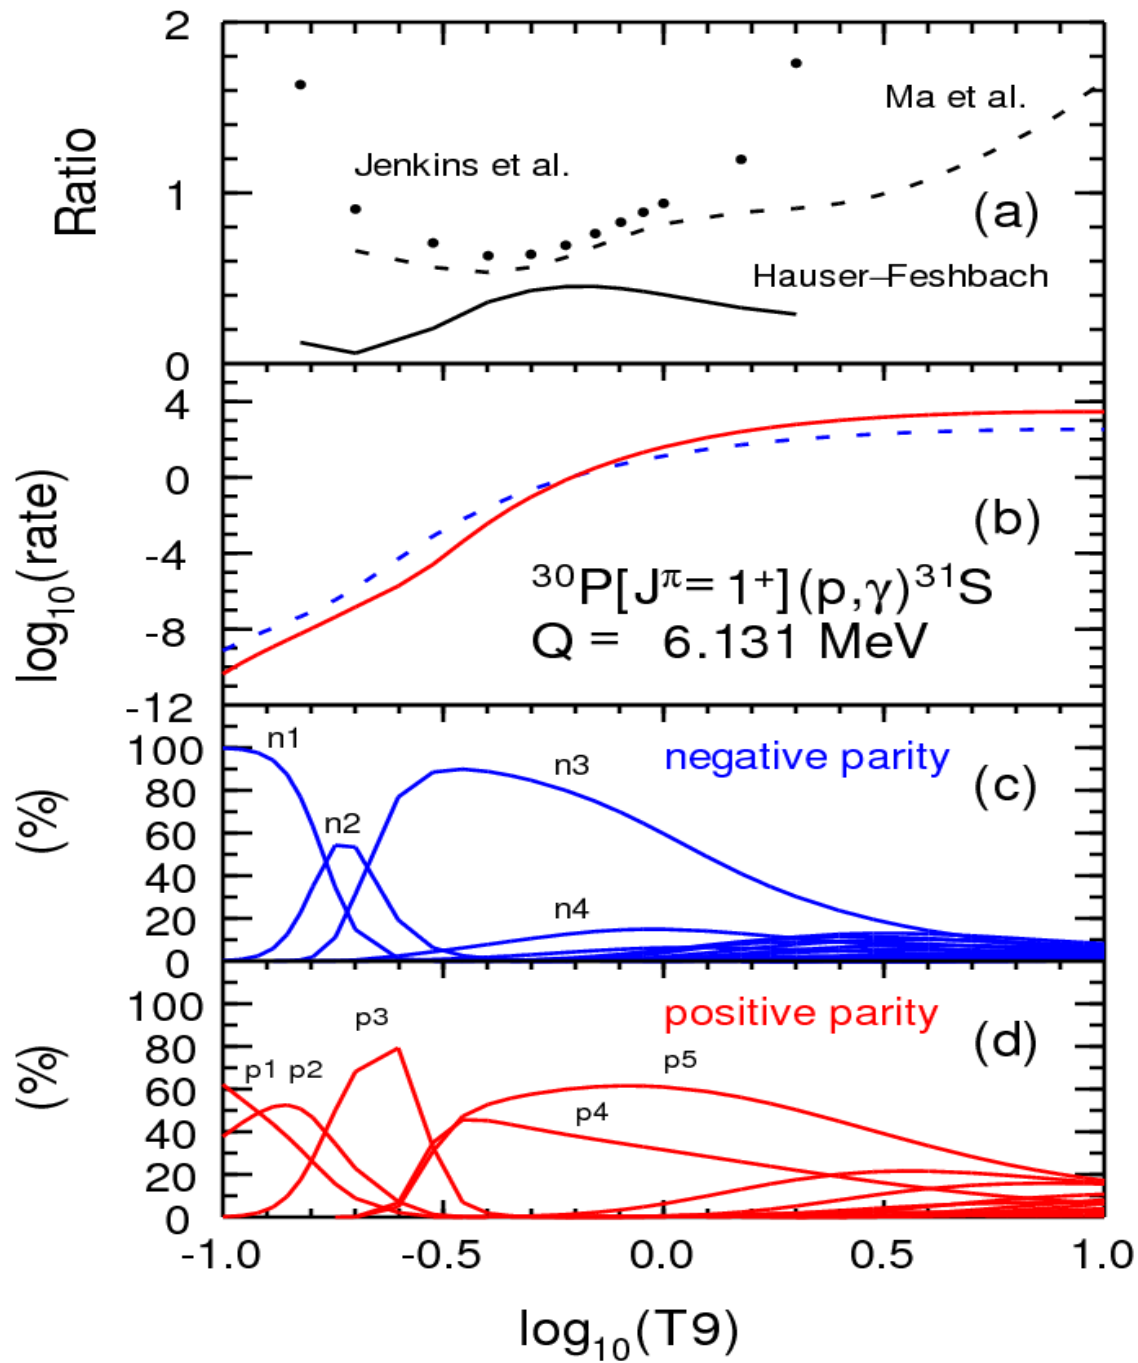 2
Ma et al.
Jenkins et al.
Ratio
1
(a)
Hauser–Feshbach
0
4
0
log₁₀(rate)
(b)
-4
³⁰P[Jᵖⁱ= 1⁺](p,γ)³¹S
-8
Q = 6.131 MeV
-12
n1
100
negative parity
n3
80
(c)
(%)
n2
60
40
n4
20
0
100
positive parity
p3
80
(d)
(%)
p1 p2
p5
60
p4
40
20
0
-1.0 -0.5 0.0 0.5 1.0
log₁₀(T9)